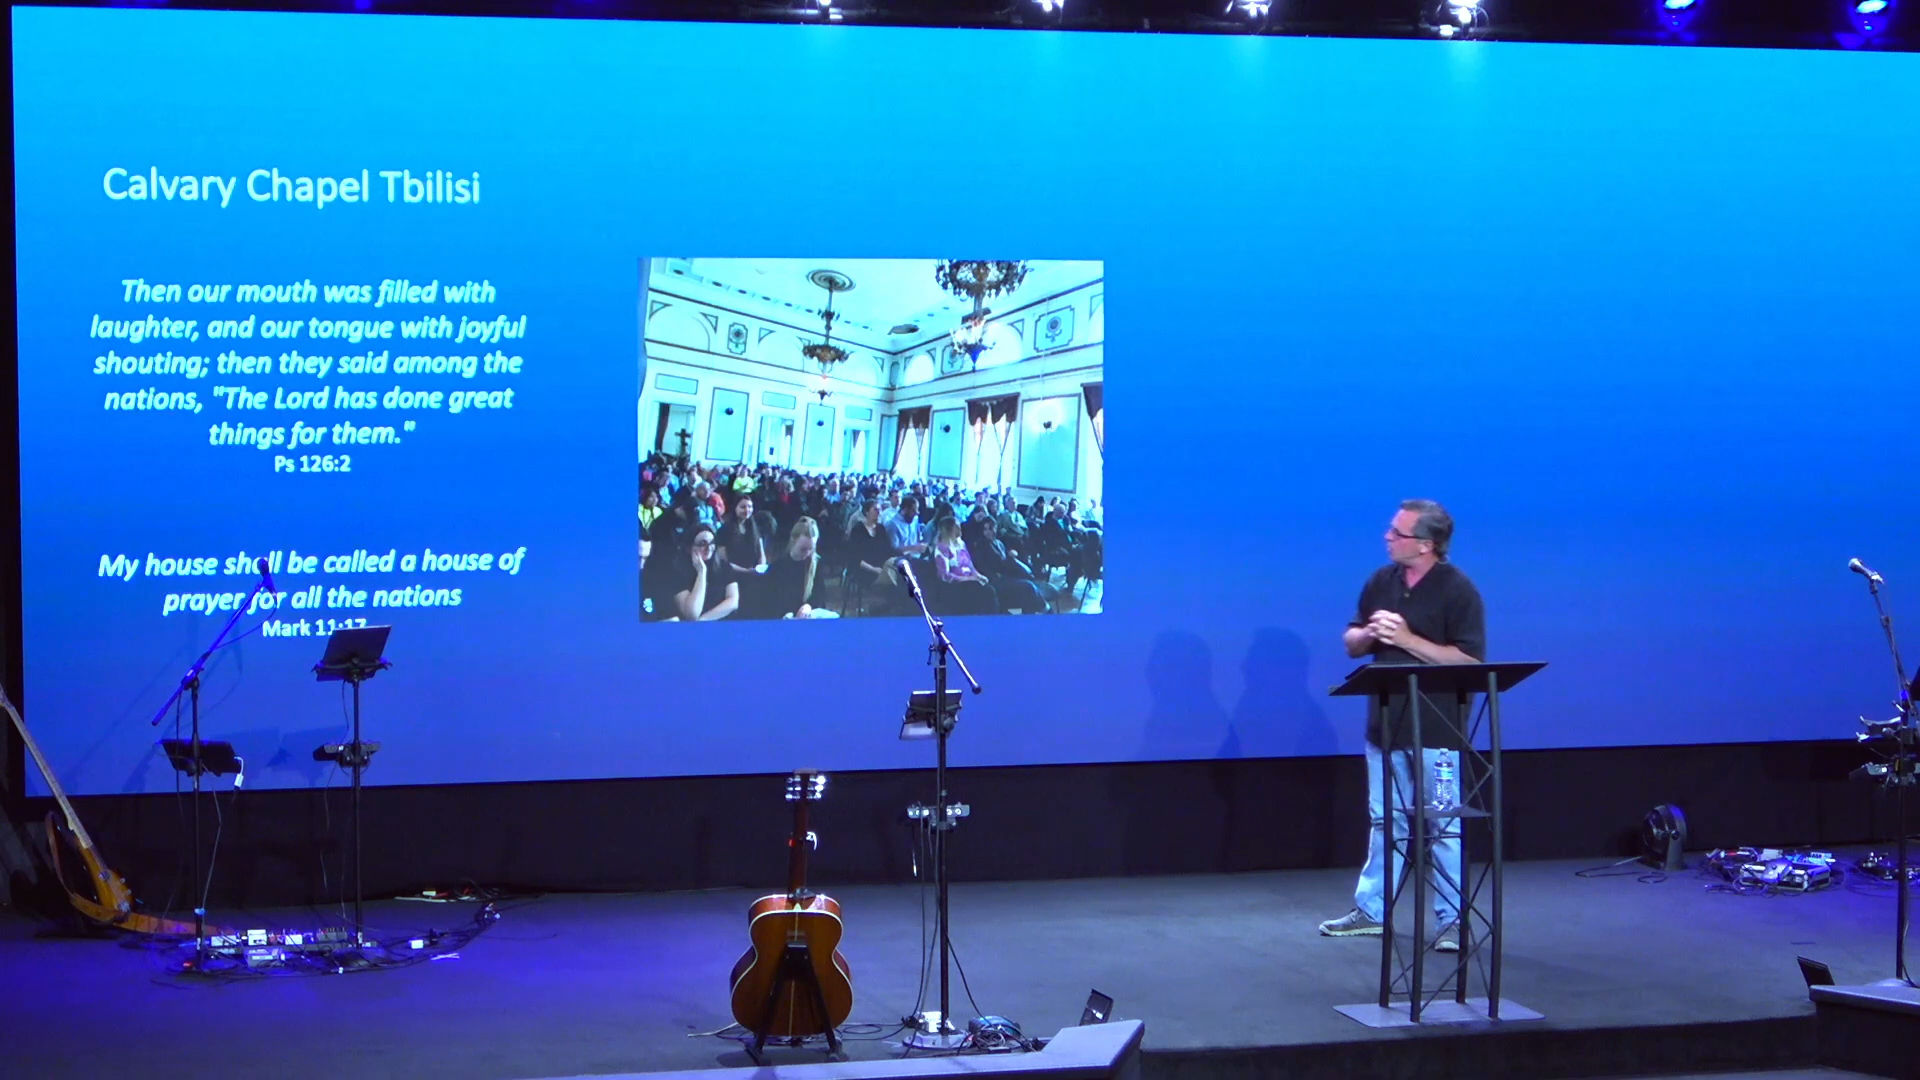 Calvary Chapel Tbilisi
Then our mouth was filled with
laughter, and our tongue with joyful
shouting; then they said among the
nations, "The Lord has done great
things for them."
Ps 126:2
My house shall be called a house of
prayer for all the nations
Mark 11:17